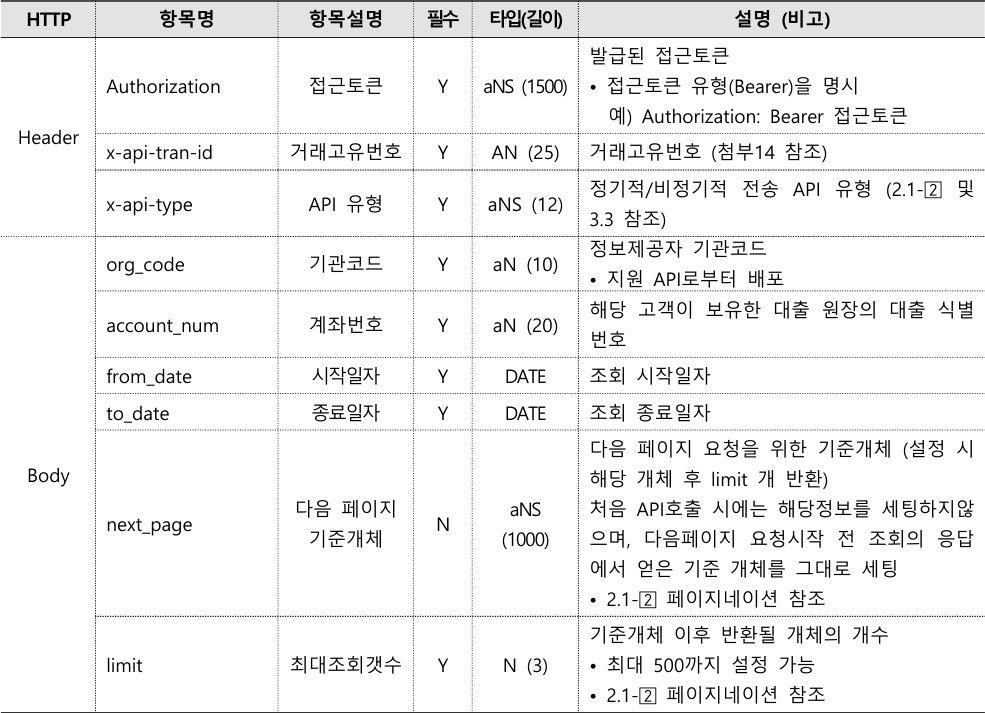 HTTP 항목명 항목설명 필수 타입(길이) 설명 (비고)
Header
Authorization 접근토큰 Y aNS (1500)
발급된 접근토큰
• 접근토큰 유형(Bearer)을 명시
예) Authorization: Bearer 접근토큰
x-api-tran-id 거래고유번호 Y AN (25) 거래고유번호 (첨부14 참조)
x-api-type API 유형 Y aNS (12)
정기적/비정기적 전송 API 유형 (2.1-② 및
3.3 참조)
Body
org_code 기관코드 Y aN (10)
정보제공자 기관코드
• 지원 API로부터 배포
account_num 계좌번호 Y aN (20)
해당 고객이 보유한 대출 원장의 대출 식별
번호
from_date 시작일자 Y DATE 조회 시작일자
to_date 종료일자 Y DATE 조회 종료일자
next_page
다음 페이지
기준개체
N
aNS
(1000)
다음 페이지 요청을 위한 기준개체 (설정 시
해당 개체 후 limit 개 반환)
처음 API호출 시에는 해당정보를 세팅하지않
으며, 다음페이지 요청시작 전 조회의 응답
에서 얻은 기준 개체를 그대로 세팅
• 2.1-② 페이지네이션 참조
limit 최대조회갯수 Y N (3)
기준개체 이후 반환될 개체의 개수
• 최대 500까지 설정 가능
• 2.1-② 페이지네이션 참조